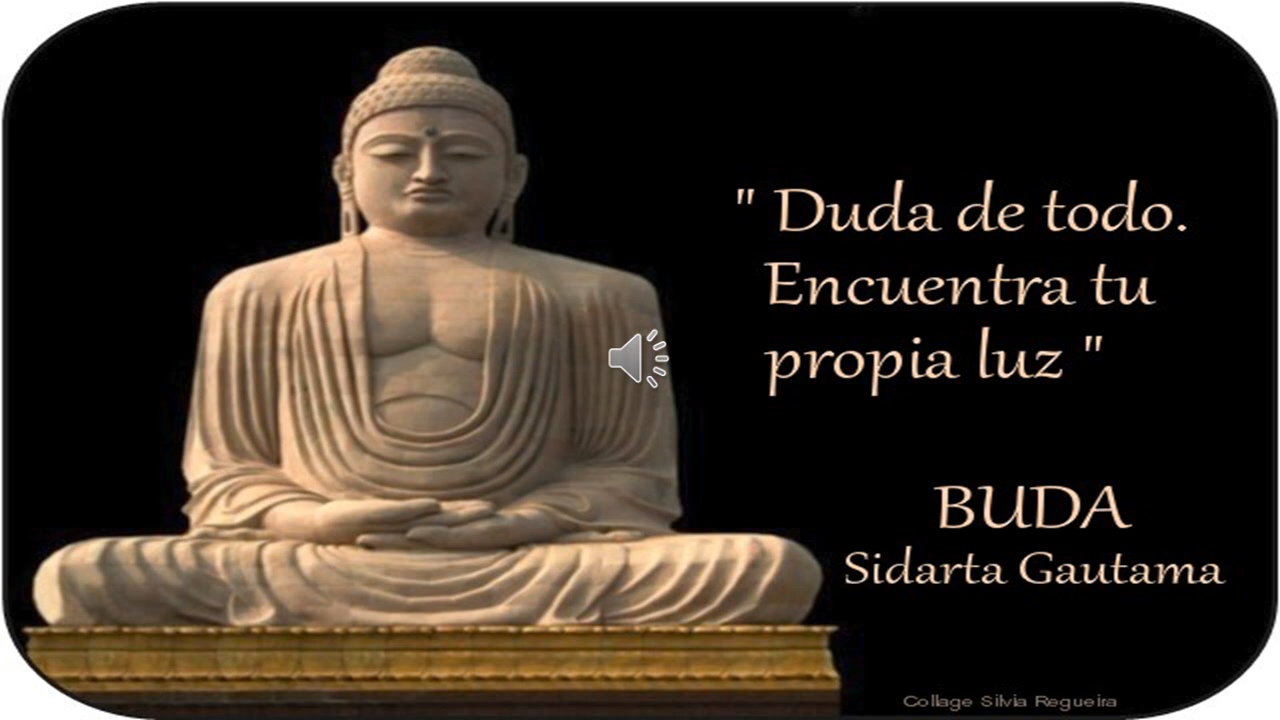 " Duda de todo.
Encuentra tu
propia luz "
BUDA
Sidarta Gautama
Collage Silvia Regueira